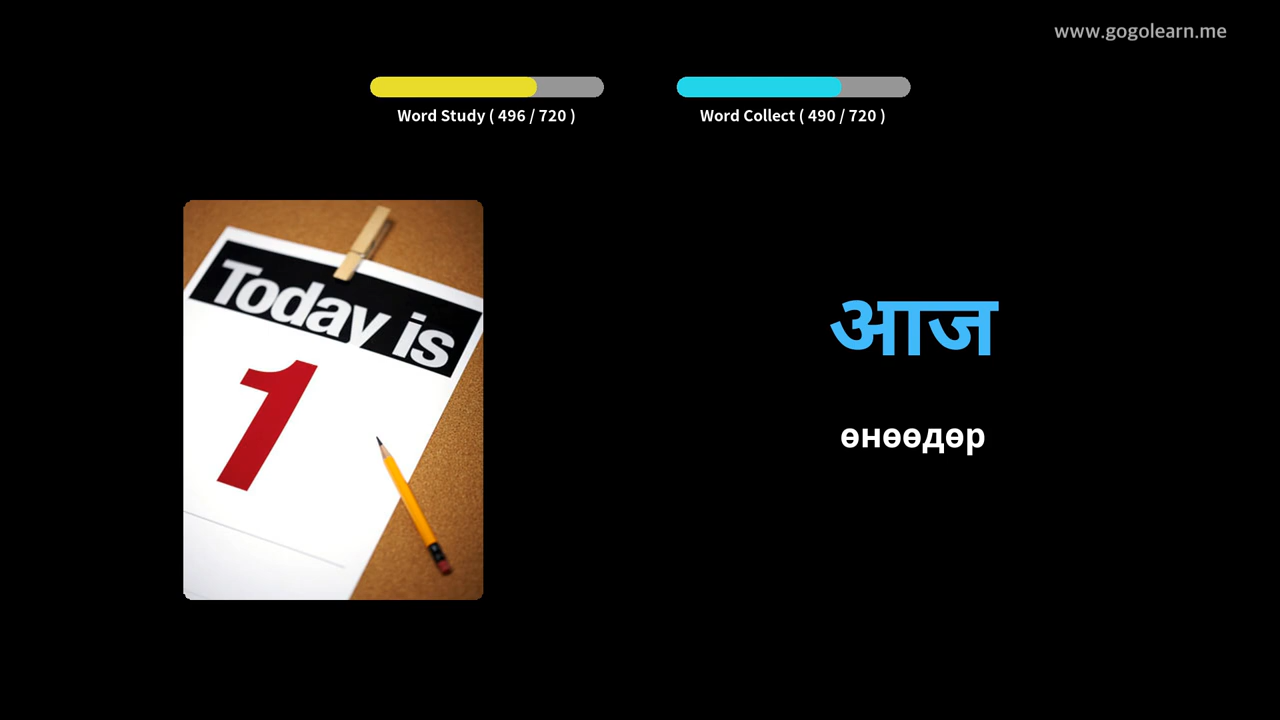 www.gogolearn.me
Word Study ( 496 / 720 )
Word Collect ( 490 / 720 )
Today is
1
आज
өнөөдөр